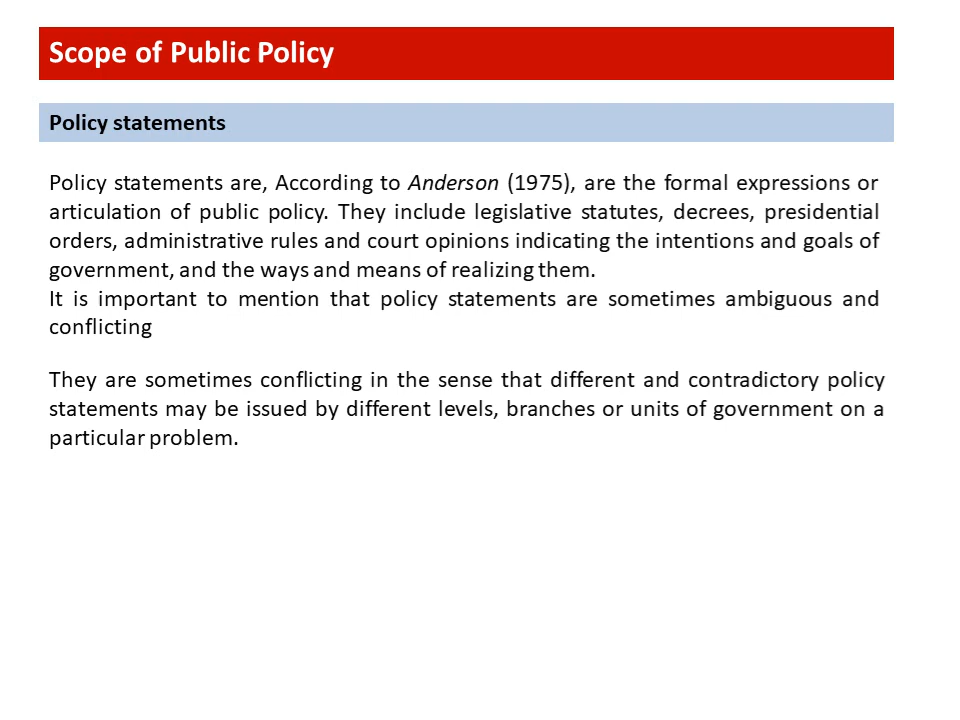 Scope of Public Policy
Policy statements
Policy statements are, According to Anderson (1975), are the formal expressions or
articulation of public policy. They include legislative statutes, decrees, presidential
orders, administrative rules and court opinions indicating the intentions and goals of
government, and the ways and means of realizing them.
It is important to mention that policy statements are sometimes ambiguous and
conflicting
They are sometimes conflicting in the sense that different and contradictory policy
statements may be issued by different levels, branches or units of government on a
particular problem.